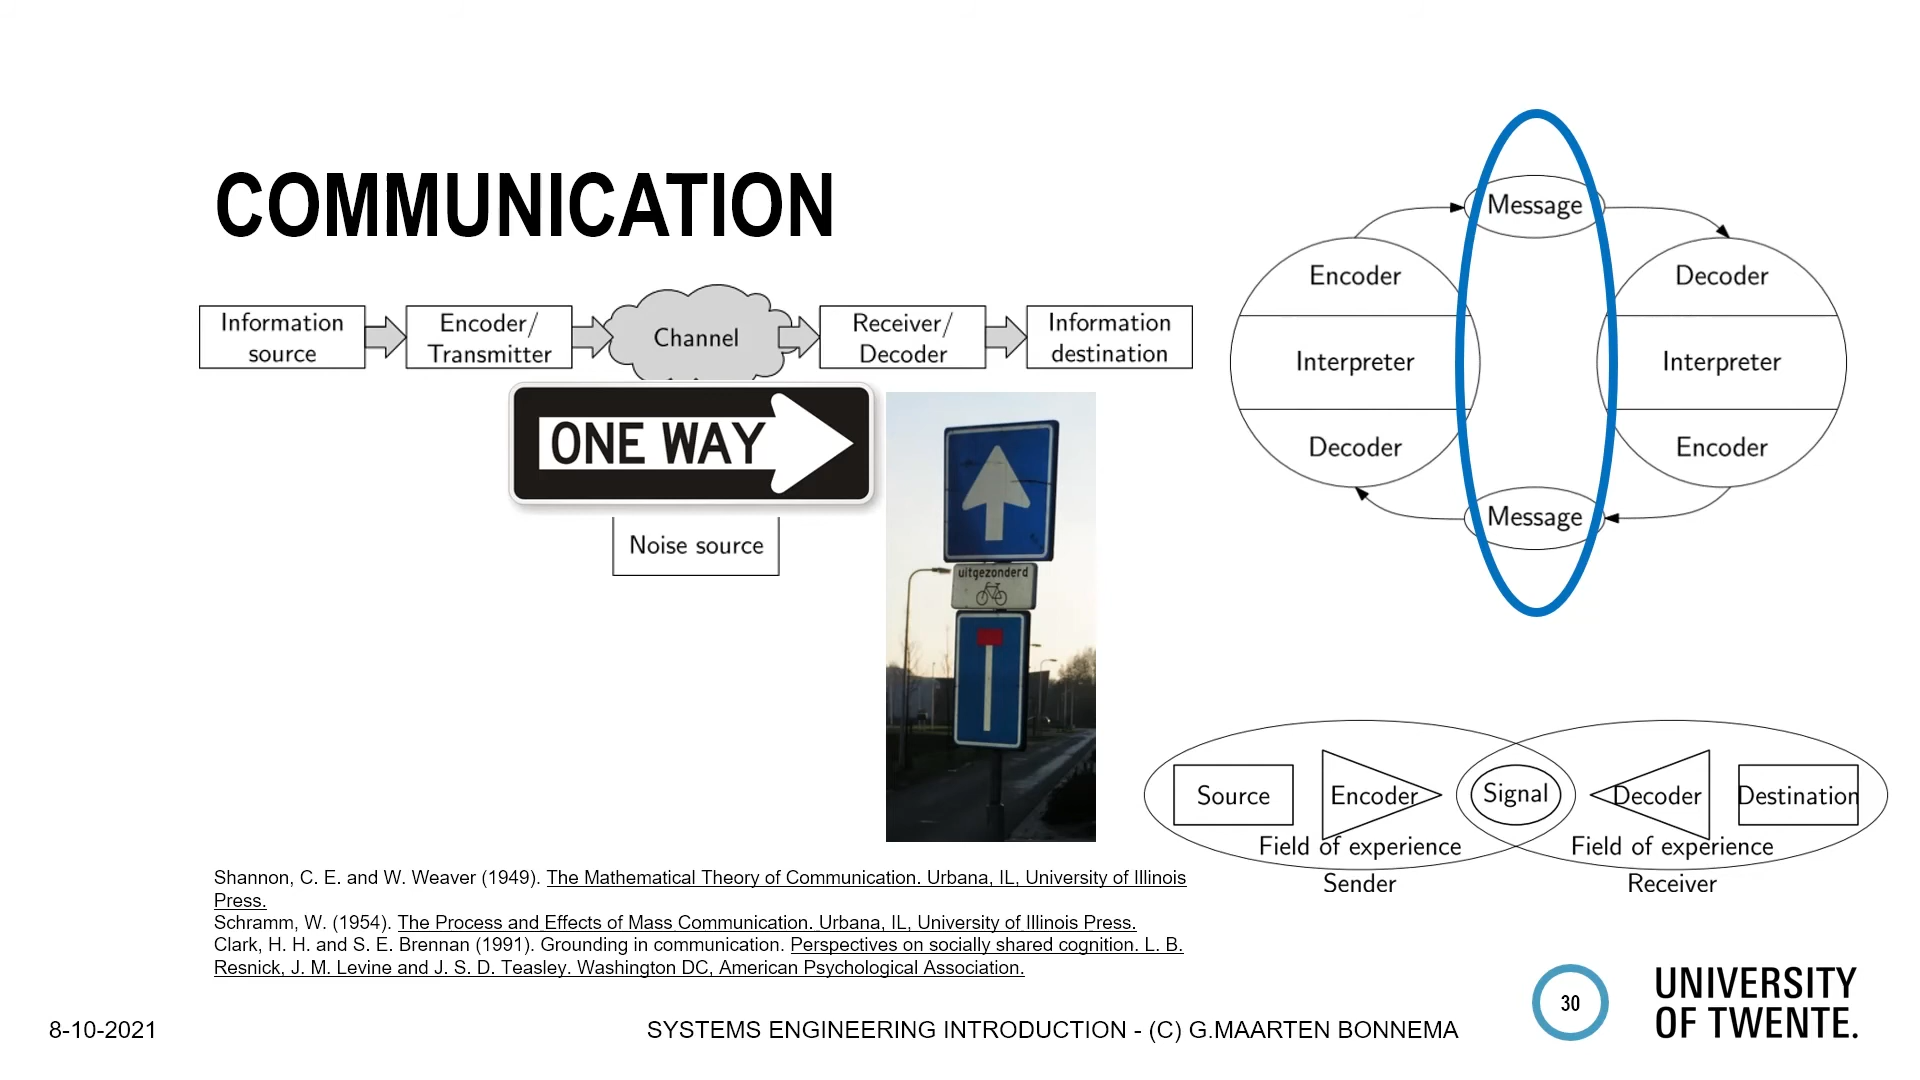 COMMUNICATION
Information
source
Encoder/
Transmitter
Channel
Receiver/
Decoder
Information
destination
ONE WAY
Noise source
uitgezonderd
Message
Encoder
Interpreter
Decoder
Decoder
Interpreter
Encoder
Message
Source
Encoder
Signal
Decoder
Destination
Field of experience
Field of experience
Sender
Receiver
Shannon, C. E. and W. Weaver (1949). The Mathematical Theory of Communication. Urbana, IL, University of Illinois
Press.
Schramm, W. (1954). The Process and Effects of Mass Communication. Urbana, IL, University of Illinois Press.
Clark, H. H. and S. E. Brennan (1991). Grounding in communication. Perspectives on socially shared cognition. L. B.
Resnick, J. M. Levine and J. S. D. Teasley. Washington DC, American Psychological Association.
8-10-2021
SYSTEMS ENGINEERING INTRODUCTION - (C) G.MAARTEN BONNEMA
30
UNIVERSITY
OF TWENTE.